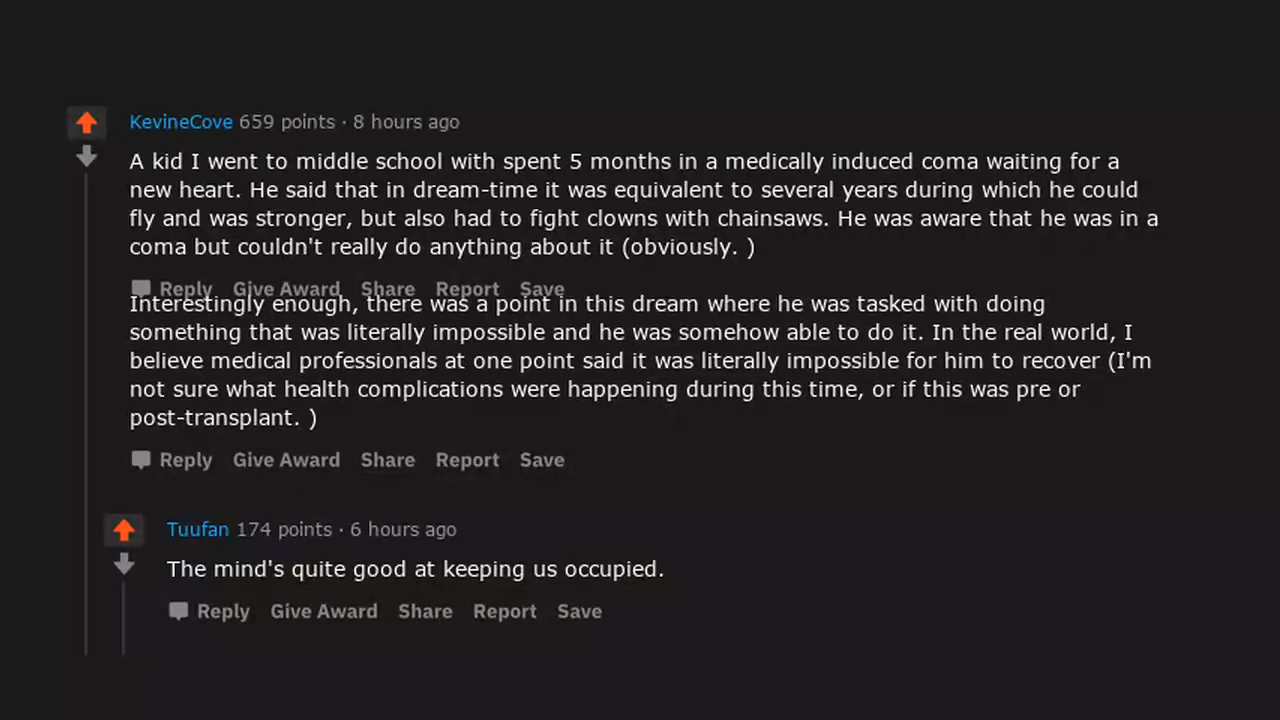 KevineCove 659 points · 8 hours ago
A kid I went to middle school with spent 5 months in a medically induced coma waiting for a
new heart. He said that in dream-time it was equivalent to several years during which he could
fly and was stronger, but also had to fight clowns with chainsaws. He was aware that he was in a
coma but couldn't really do anything about it (obviously. )
Reply Give Award Share Report Save
Interestingly enough, there was a point in this dream where he was tasked with doing
something that was literally impossible and he was somehow able to do it. In the real world, I
believe medical professionals at one point said it was literally impossible for him to recover (I'm
not sure what health complications were happening during this time, or if this was pre or
post-transplant. )
Reply Give Award Share Report Save
Tuufan 174 points · 6 hours ago
The mind's quite good at keeping us occupied.
Reply Give Award Share Report Save